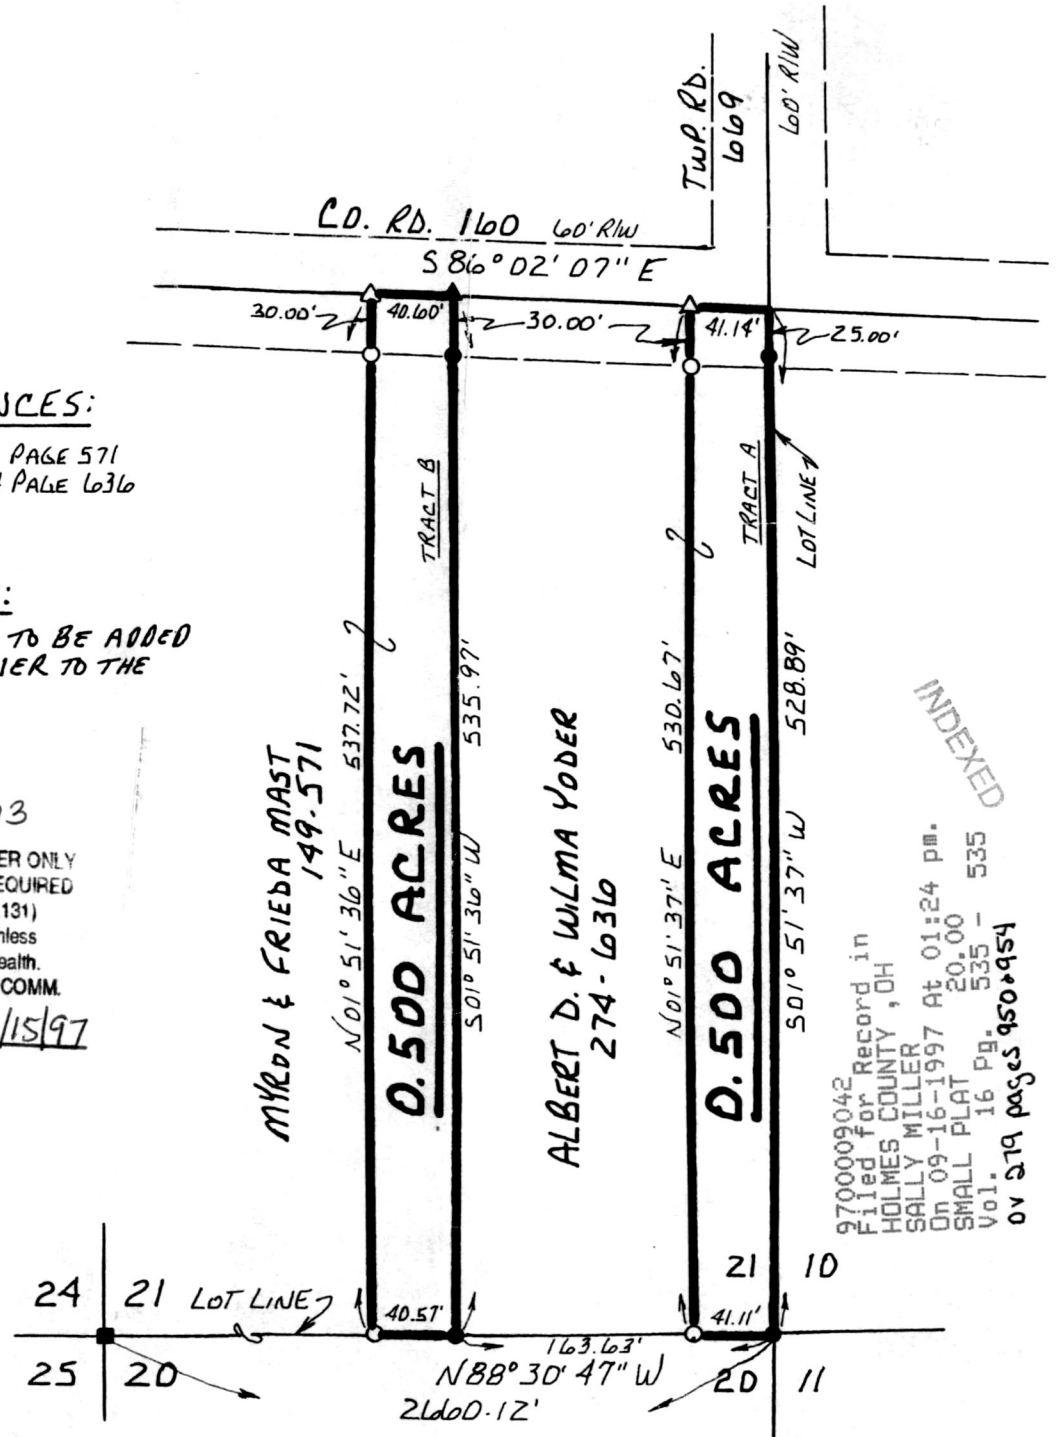 TWP. RD.
669
60' R/W
CO. RD. 160 60' R/W
S 86° 02' 07" E
30.00'
40.60'
30.00'
41.14'
25.00'
NCES:
PAGE 571
PAGE 636
TRACT B
TRACT A
LOT LINE
:
TO BE ADDED
TO THE
537.72'
535.97'
530.67'
528.89'
N 01° 51' 36" E
S 01° 51' 36" W
N 01° 51' 37" E
S 01° 51' 37" W
MYRON & FRIEDA MAST
149-571
0.500 ACRES
ALBERT D. & WILMA YODER
274-636
0.500 ACRES
INDEXED
3
ER ONLY
EQUIRED
131)
nless
ealth.
COMM.
/15/97
9700009042
Filed for Record in
HOLMES COUNTY, OH
SALLY MILLER
On 09-16-1997 At 01:24 pm.
SMALL PLAT 20.00
Vol. 16 Pg. 535 - 535
OV 279 pages 950+954
24 21 LOT LINE
40.57'
41.11'
21 10
25 20
163.63'
N 88° 30' 47" W
2660.12'
20 11